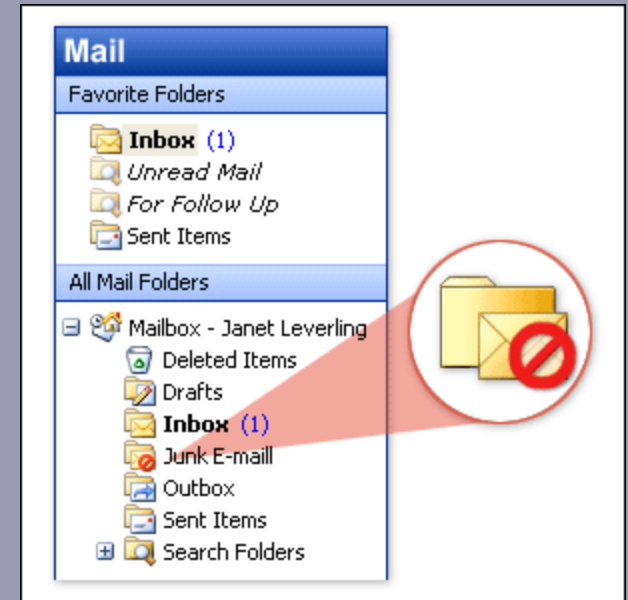 Mail
Favorite Folders
Inbox (1)
Unread Mail
For Follow Up
Sent Items
All Mail Folders
Mailbox - Janet Leverling
Deleted Items
Drafts
Inbox (1)
Junk E-maill
Outbox
Sent Items
Search Folders